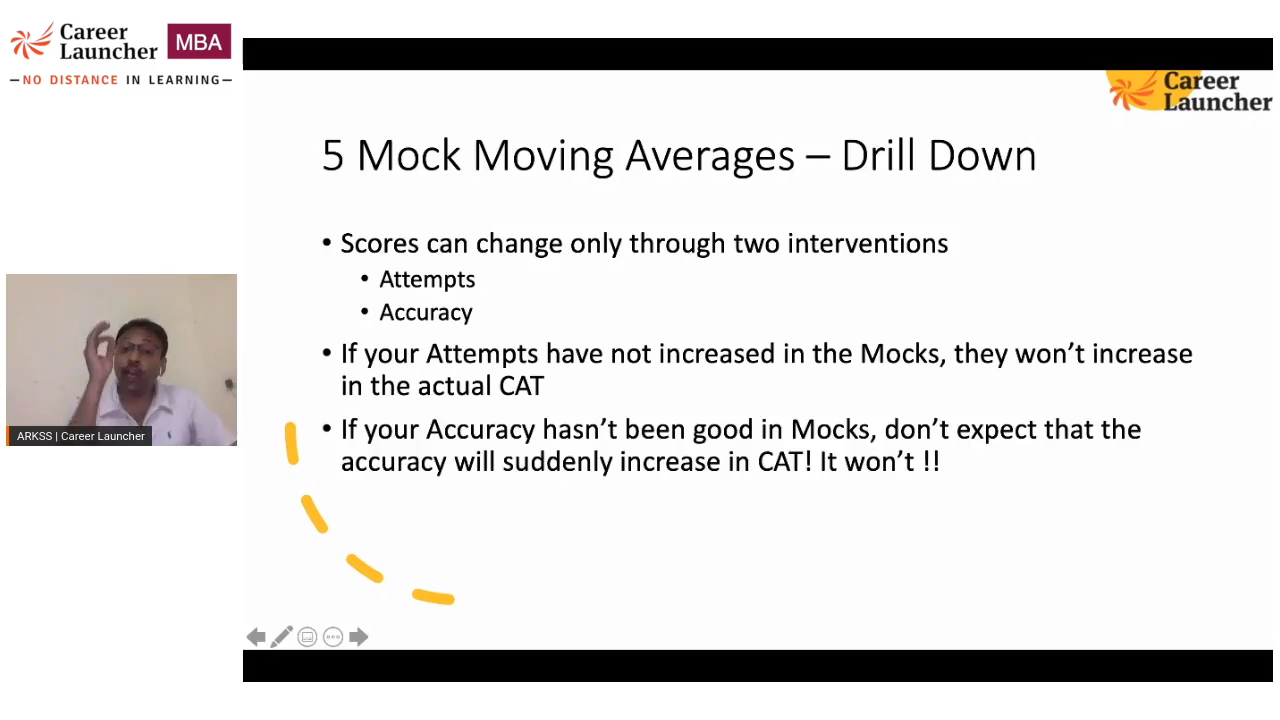 Career
Launcher
MBA
–NO DISTANCE IN LEARNING–
Career
Launcher
5 Mock Moving Averages – Drill Down
• Scores can change only through two interventions
• Attempts
• Accuracy
• If your Attempts have not increased in the Mocks, they won’t increase
in the actual CAT
• If your Accuracy hasn’t been good in Mocks, don’t expect that the
accuracy will suddenly increase in CAT! It won’t !!
ARKSS | Career Launcher